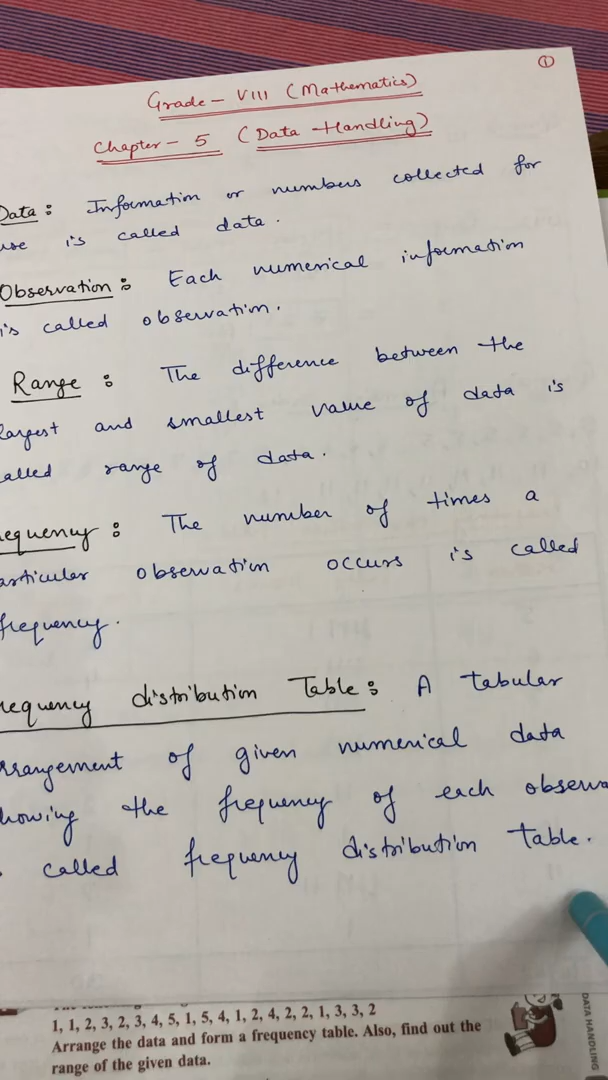 ①
Grade - VIII (Mathematics)
Chapter - 5 (Data Handling)
Data : Information or numbers collected for
use is called data.
Observation : Each numerical information
is called observation.
Range : The difference between the
largest and smallest value of data is
called range of data.
equency : The number of times a
articular observation occurs is called
frequency.
requency distribution Table : A tabular
rrangement of given numerical data
howing the frequency of each observa
called frequency distribution table.
1, 1, 2, 3, 2, 3, 4, 5, 1, 5, 4, 1, 2, 4, 2, 2, 1, 3, 3, 2
Arrange the data and form a frequency table. Also, find out the
range of the given data.
DATA HANDLING